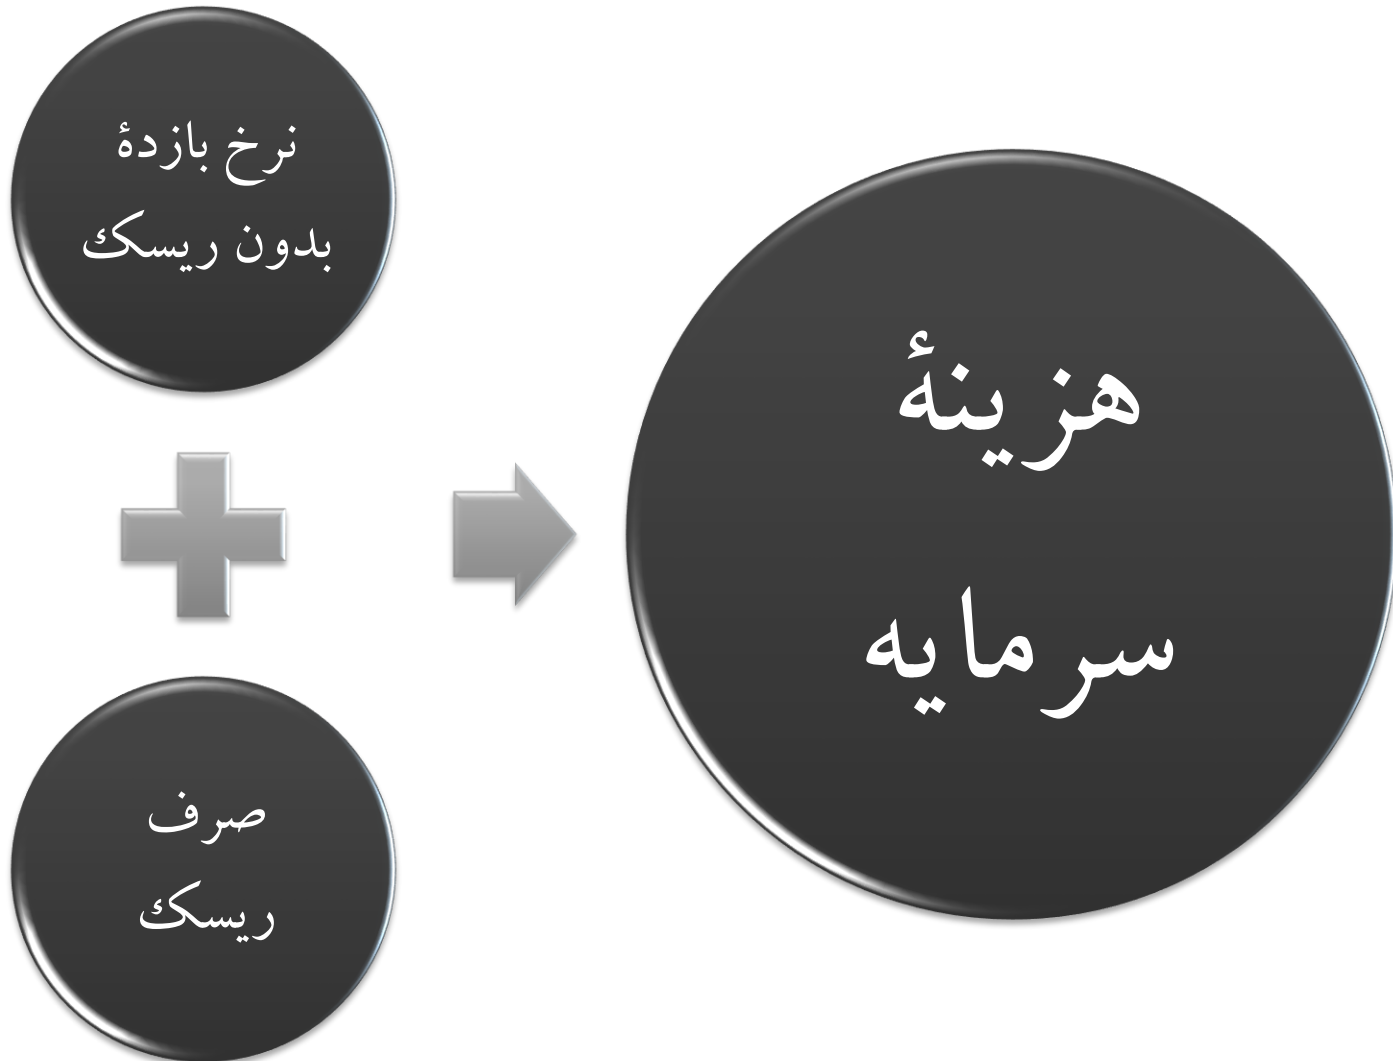 نرخ بازدهٔ
بدون ریسک
صرف
ریسک
هزینهٔ
سرمایه